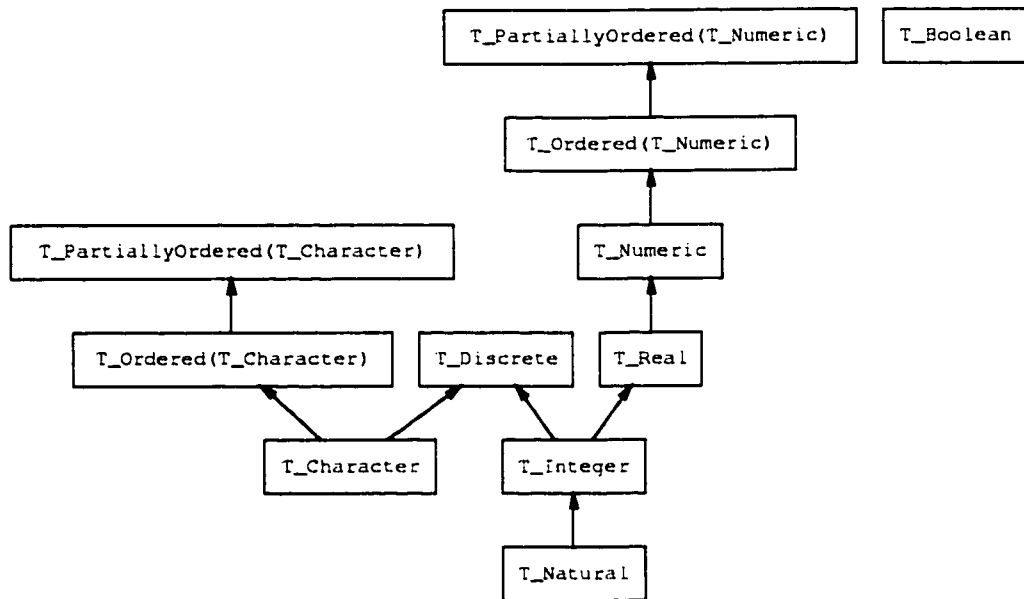 T_PartiallyOrdered(T_Numeric)
T_Boolean
T_Ordered(T_Numeric)
T_PartiallyOrdered(T_Character)
T_Numeric
T_Ordered(T_Character)
T_Discrete
T_Real
T_Character
T_Integer
T_Natural